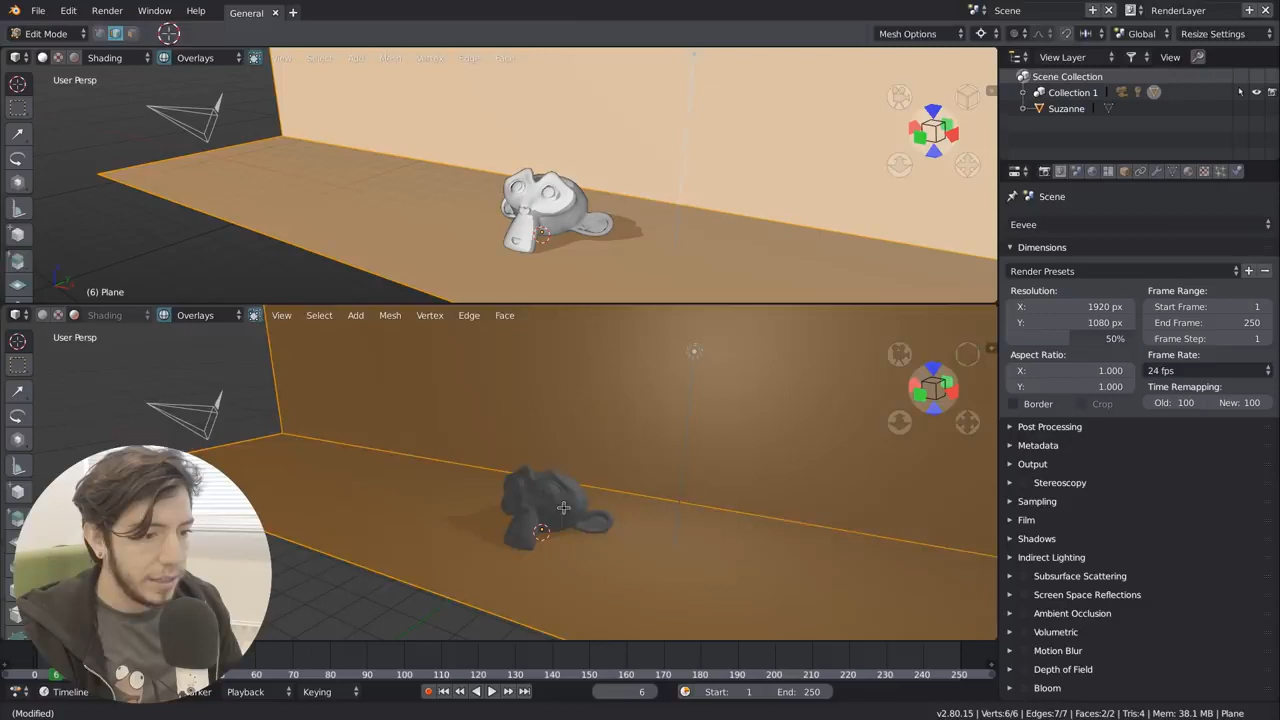 File Edit Render Window Help General Scene RenderLayer
Edit Mode Mesh Options Global Resize Settings
Shading Overlays View Select Add Mesh Vertex Edge Face
User Persp
(6) Plane
View Layer View
Scene Collection
Collection 1
Suzanne
Scene
Eevee
Dimensions
Render Presets
Resolution: Frame Range:
X: 1920 px Start Frame: 1
Y: 1080 px End Frame: 250
50% Frame Step: 1
Aspect Ratio: Frame Rate:
X: 1.000 24 fps
Y: 1.000 Time Remapping:
Border Crop Old: 100 New: 100
Post Processing
Metadata
Output
Stereoscopy
Sampling
Film
Shadows
Indirect Lighting
Subsurface Scattering
Screen Space Reflections
Ambient Occlusion
Volumetric
Motion Blur
Depth of Field
Bloom
Shading Overlays View Select Add Mesh Vertex Edge Face
User Persp
0 6 60 70 80 90 100 110 120 130 140 150 160 170 180 190 200 210 220 230 240 250
Timeline Playback Keying 6 Start: 1 End: 250
(Modified) v2.80.15 | Verts:6/6 | Edges:7/7 | Faces:2/2 | Tris:4 | Mem: 38.1 MB | Plane